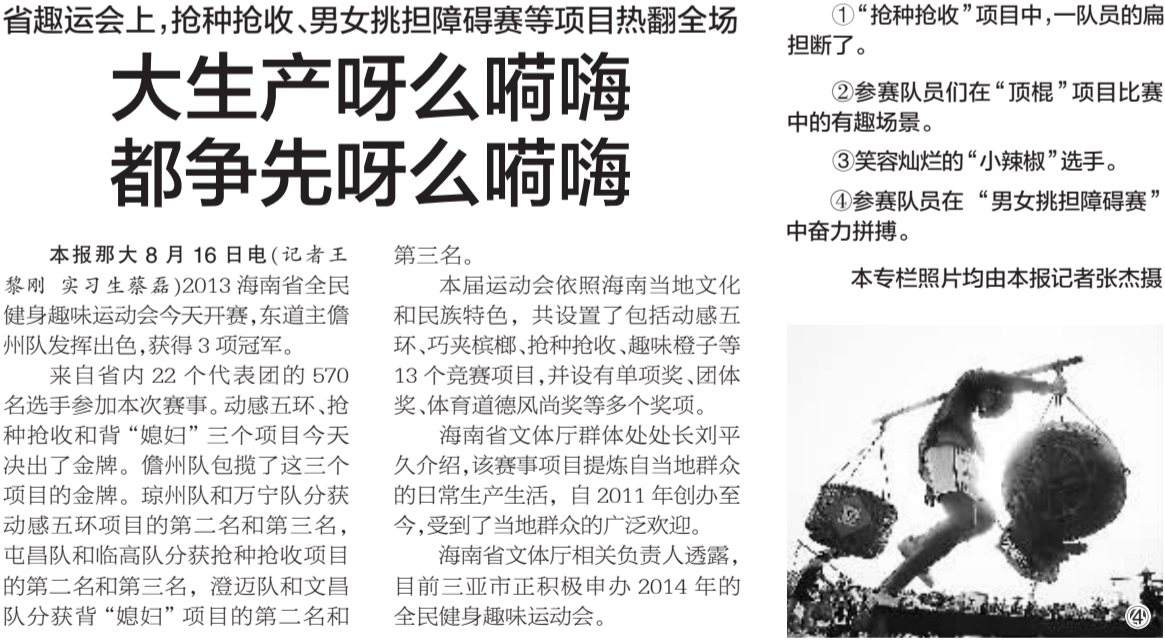 省趣运会上,抢种抢收、男女挑担障碍赛等项目热翻全场
大生产呀么嗬嗨
都争先呀么嗬嗨
本报那大8月16日电(记者王
黎刚 实习生蔡磊)2013海南省全民
健身趣味运动会今天开赛,东道主儋
州队发挥出色,获得3项冠军。
来自省内22个代表团的570
名选手参加本次赛事。动感五环、抢
种抢收和背“媳妇”三个项目今天
决出了金牌。儋州队包揽了这三个
项目的金牌。琼州队和万宁队分获
动感五环项目的第二名和第三名,
屯昌队和临高队分获抢种抢收项目
的第二名和第三名,澄迈队和文昌
队分获背“媳妇”项目的第二名和
第三名。
本届运动会依照海南当地文化
和民族特色,共设置了包括动感五
环、巧夹槟榔、抢种抢收、趣味橙子等
13个竞赛项目,并设有单项奖、团体
奖、体育道德风尚奖等多个奖项。
海南省文体厅群体处处长刘平
久介绍,该赛事项目提炼自当地群众
的日常生产生活,自2011年创办至
今,受到了当地群众的广泛欢迎。
海南省文体厅相关负责人透露,
目前三亚市正积极申办2014年的
全民健身趣味运动会。
①“抢种抢收”项目中,一队员的扁
担断了。
②参赛队员们在“顶棍”项目比赛
中的有趣场景。
③笑容灿烂的“小辣椒”选手。
④参赛队员在“男女挑担障碍赛”
中奋力拼搏。
本专栏照片均由本报记者张杰摄
④